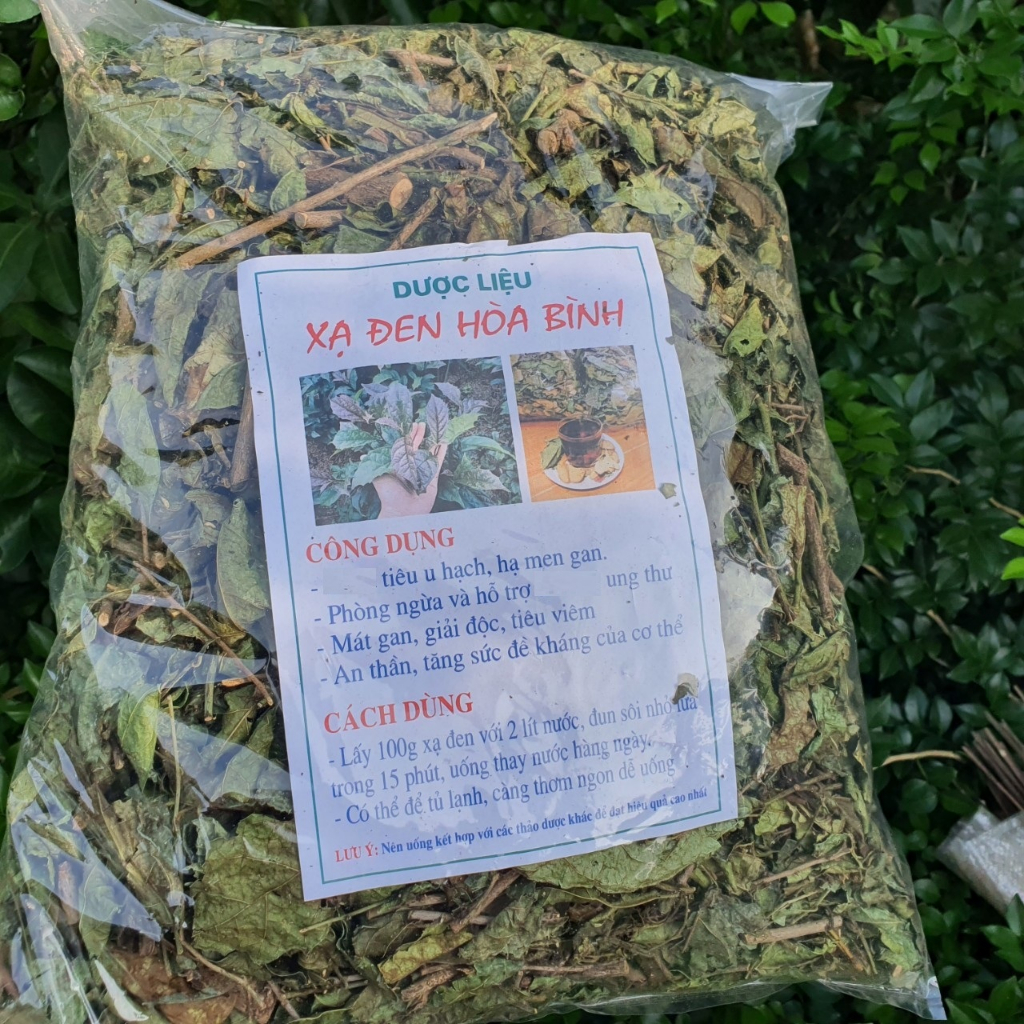 DƯỢC LIỆU
XẠ ĐEN HÒA BÌNH
CÔNG DỤNG
- tiêu u hạch, hạ men gan.
- Phòng ngừa và hỗ trợ ung thư
- Mát gan, giải độc, tiêu viêm
- An thần, tăng sức đề kháng của cơ thể
CÁCH DÙNG
- Lấy 100g xạ đen với 2 lít nước, đun sôi nhỏ lửa
trong 15 phút, uống thay nước hàng ngày.
- Có thể để tủ lạnh, càng thơm ngon dễ uống
LƯU Ý: Nên uống kết hợp với các thảo dược khác để đạt hiệu quả cao nhất